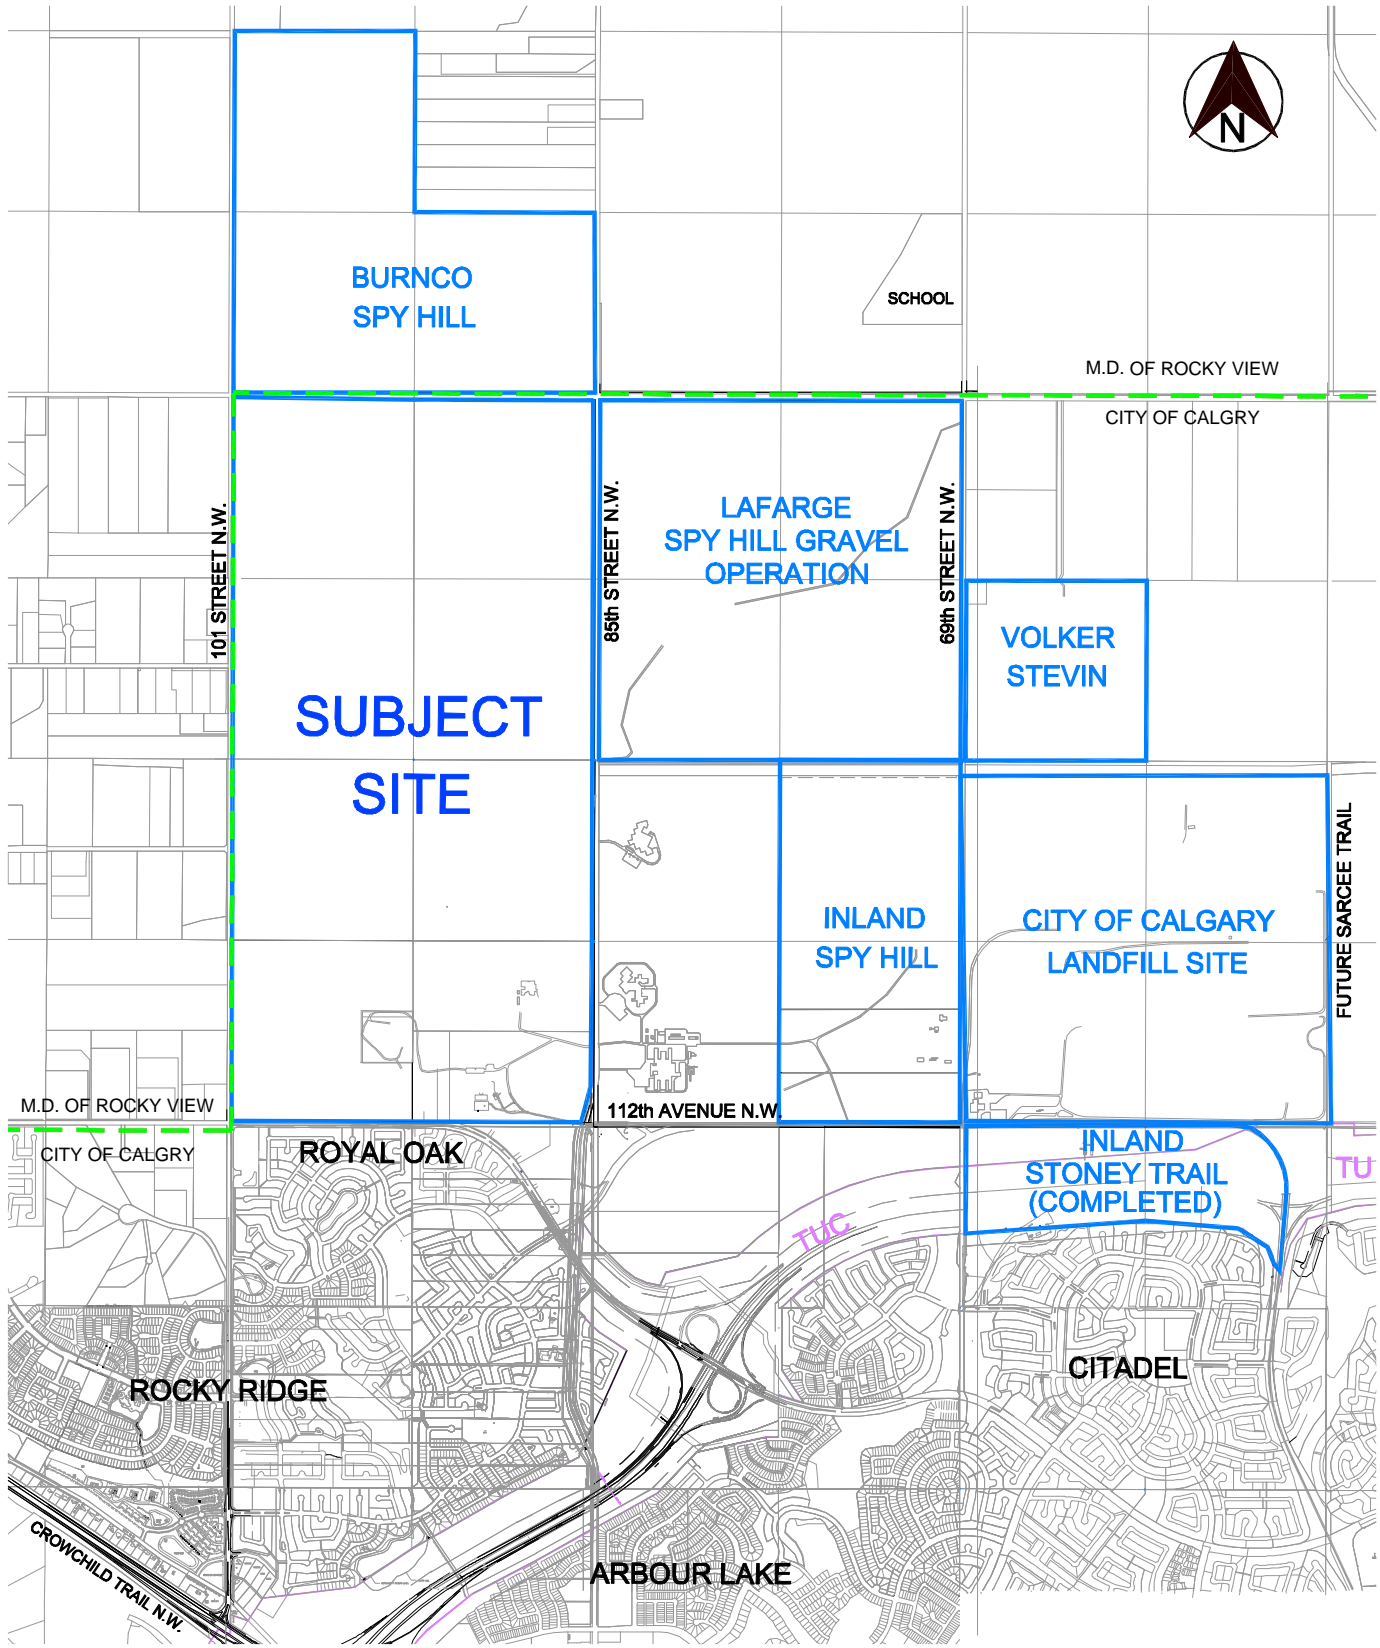 N
BURNCO
SPY HILL
SCHOOL
M.D. OF ROCKY VIEW
CITY OF CALGRY
LAFARGE
SPY HILL GRAVEL
OPERATION
101 STREET N.W.
85th STREET N.W.
69th STREET N.W.
VOLKER
STEVIN
SUBJECT
SITE
INLAND
SPY HILL
CITY OF CALGARY
LANDFILL SITE
FUTURE SARCEE TRAIL
M.D. OF ROCKY VIEW
CITY OF CALGRY
112th AVENUE N.W.
ROYAL OAK
INLAND
STONEY TRAIL
(COMPLETED)
TU
TUC
ROCKY RIDGE
CITADEL
CROWCHILD TRAIL N.W.
ARBOUR LAKE